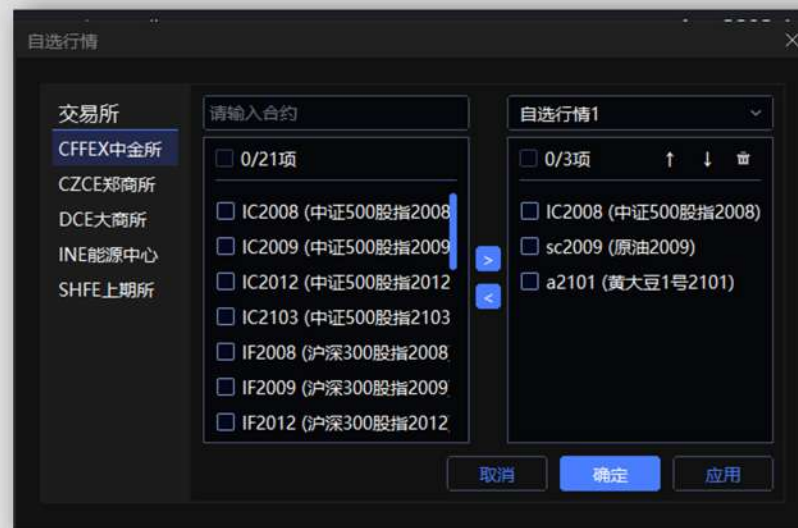 自选行情
交易所
CFFEX中金所
CZCE郑商所
DCE大商所
INE能源中心
SHFE上期所
请输入合约
0/21项
IC2008 (中证500股指2008
IC2009 (中证500股指2009
IC2012 (中证500股指2012
IC2103 (中证500股指2103
IF2008 (沪深300股指2008
IF2009 (沪深300股指2009
IF2012 (沪深300股指2012
>
<
自选行情1
0/3项
IC2008 (中证500股指2008)
sc2009 (原油2009)
a2101 (黄大豆1号2101)
取消
确定
应用